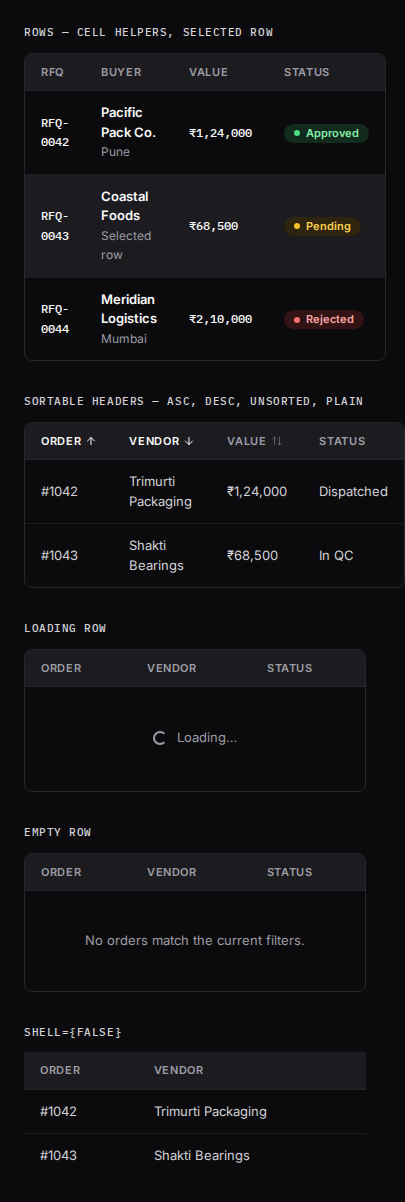 ROWS — CELL HELPERS, SELECTED ROW
RFQ BUYER VALUE STATUS
RFQ-0042 Pacific Pack Co. Pune ₹1,24,000 Approved
RFQ-0043 Coastal Foods Selected row ₹68,500 Pending
RFQ-0044 Meridian Logistics Mumbai ₹2,10,000 Rejected
SORTABLE HEADERS — ASC, DESC, UNSORTED, PLAIN
ORDER ↑ VENDOR ↓ VALUE ↑↓ STATUS
#1042 Trimurti Packaging ₹1,24,000 Dispatched
#1043 Shakti Bearings ₹68,500 In QC
LOADING ROW
ORDER VENDOR STATUS
Loading…
EMPTY ROW
ORDER VENDOR STATUS
No orders match the current filters.
SHELL={FALSE}
ORDER VENDOR
#1042 Trimurti Packaging
#1043 Shakti Bearings